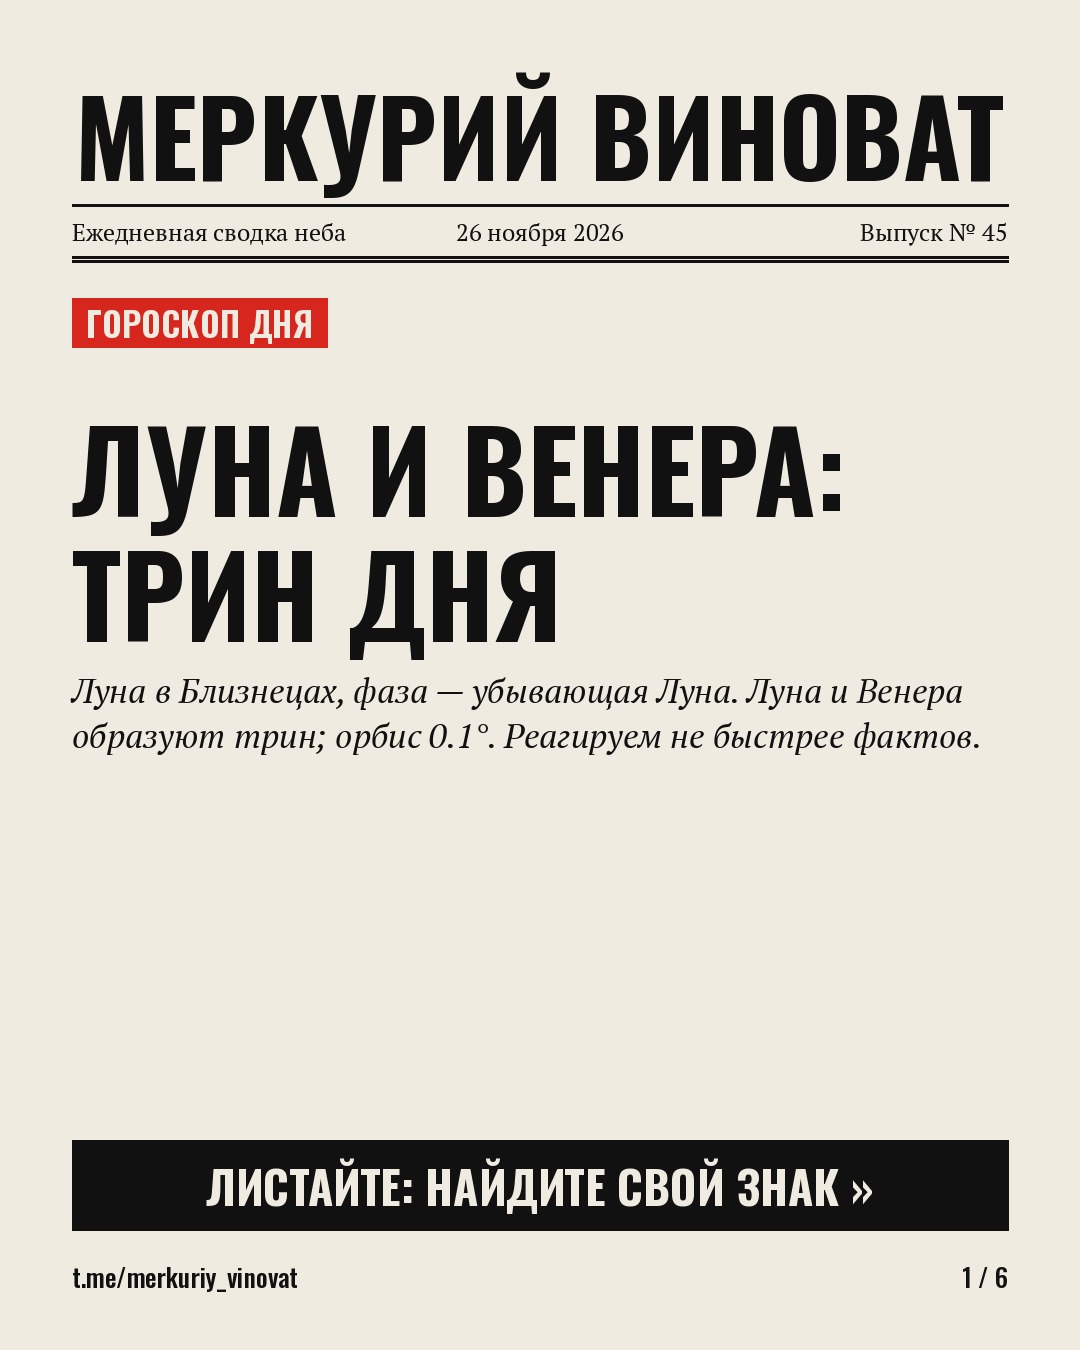 МЕРКУРИЙ ВИНОВАТ
Ежедневная сводка неба 26 ноября 2026 Выпуск № 45
ГОРОСКОП ДНЯ
ЛУНА И ВЕНЕРА:
ТРИН ДНЯ
Луна в Близнецах, фаза — убывающая Луна. Луна и Венера
образуют трин; орбис 0.1°. Реагируем не быстрее фактов.
ЛИСТАЙТЕ: НАЙДИТЕ СВОЙ ЗНАК »
t.me/merkuriy_vinovat 1 / 6